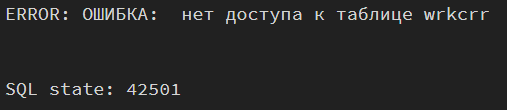 ERROR: ОШИБКА:  нет доступа к таблице wrkcrr
SQL state: 42501